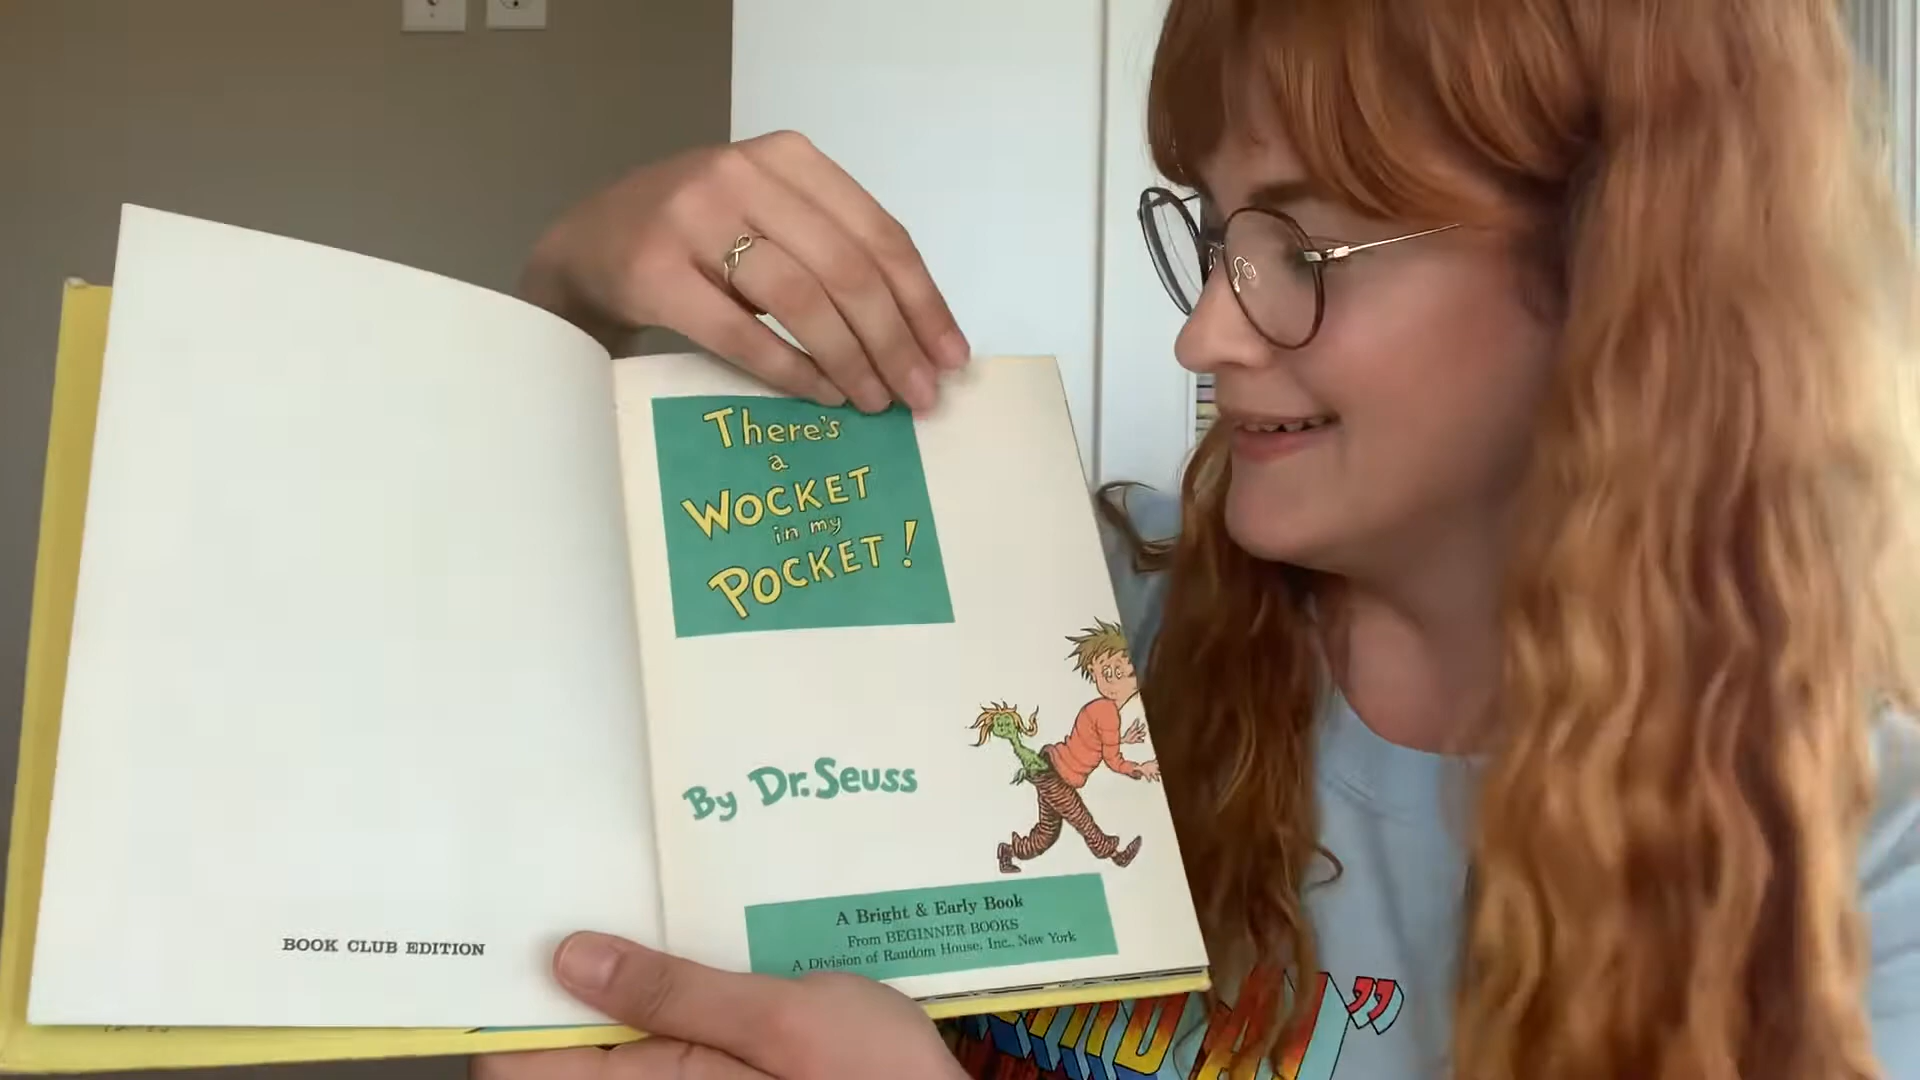 BOOK CLUB EDITION
There's
a
WOCKET
in my
POCKET!
By Dr. Seuss
A Bright & Early Book
From BEGINNER BOOKS
A Division of Random House, Inc., New York
AL"